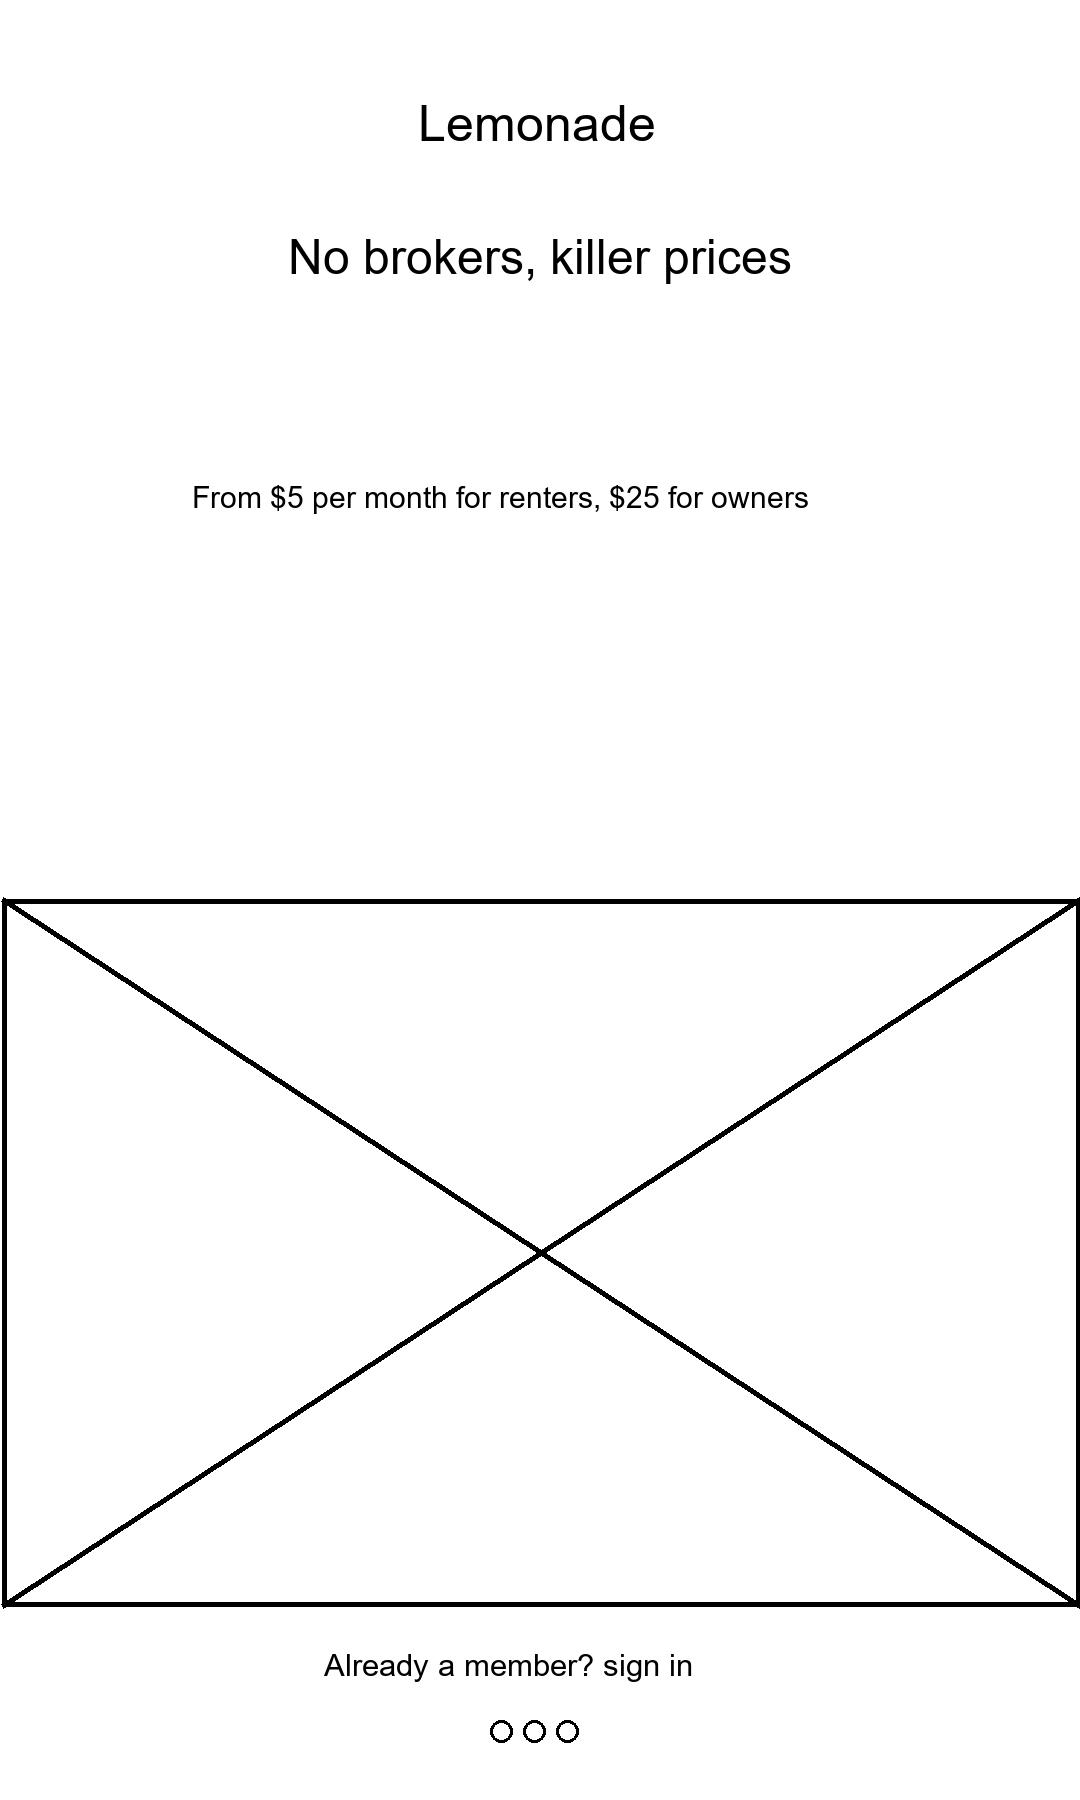 Lemonade
No brokers, killer prices
From $5 per month for renters, $25 for owners
Already a member? sign in